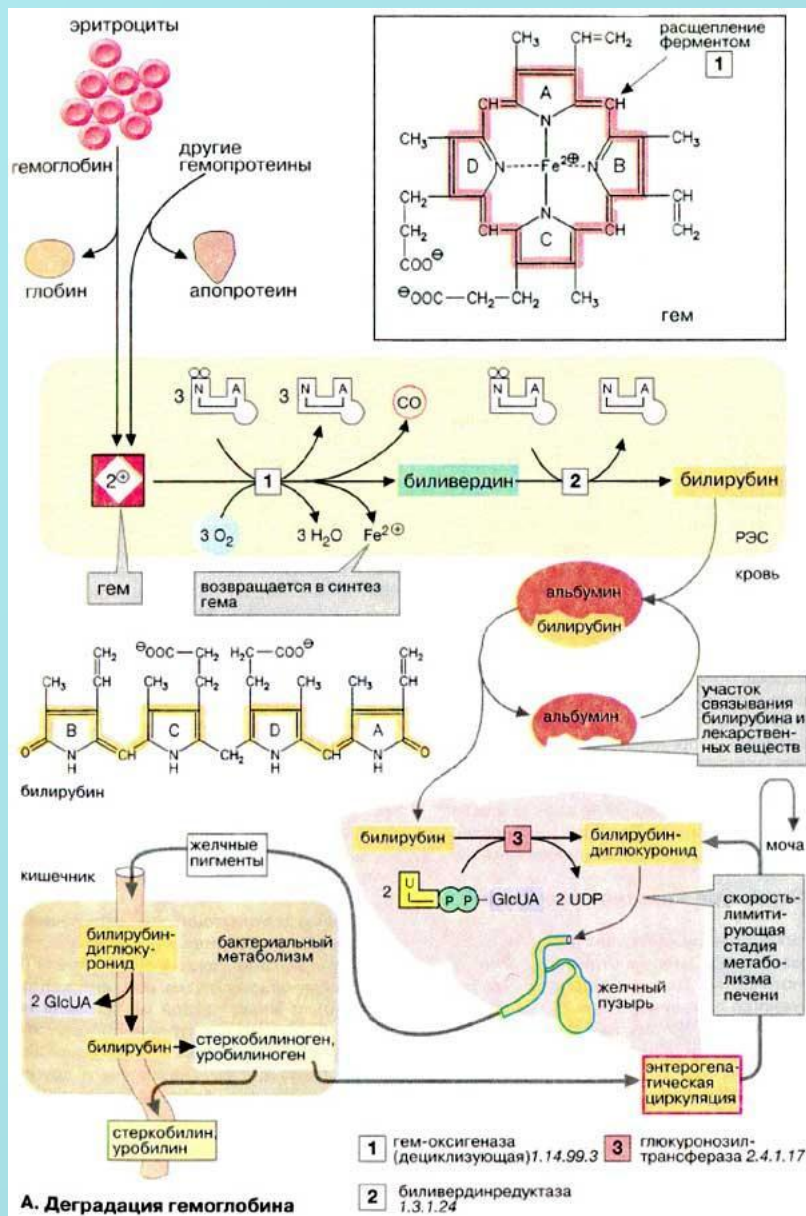 эритроциты
гемоглобин
другие
гемопротеины
глобин
апопротеин
расщепление
ферментом
1
CH₃
CH=CH₂
A
HC
CH
N
H₃C
CH₃
D
N
Fe²⊕
N
B
N
CH₂
CH
CH
CH₂
C
HC
CH
CH₂
COO⊖
⊖OOC—CH₂—CH₂
CH₃
гем
3
N
A
3
N
A
CO
N
A
N
A
2⊕
1
биливердин
2
билирубин
3 O₂
3 H₂O
Fe²⊕
РЭС
гем
возвращается в синтез
гема
кровь
альбумин
билирубин
альбумин
участок
связывания
билирубина и
лекарствен-
ных веществ
CH₂
⊖OOC—CH₂
H₂C—COO⊖
CH₂
CH₃
CH
CH₃
CH₂
CH₂
CH₃
CH₃
CH
B
C
D
A
O
N
H
CH
N
H
CH₂
N
H
CH
N
H
O
билирубин
билирубин
3
билирубин-
диглюкуронид
моча
2
U
P
P
GlcUA
2 UDP
желчные
пигменты
кишечник
билирубин-
диглюку-
ронид
бактериальный
метаболизм
2 GlcUA
билирубин
стеркобилиноген,
уробилиноген
желчный
пузырь
скорость-
лимити-
рующая
стадия
метабо-
лизма
печени
энтерогепа-
тическая
циркуляция
стеркобилин,
уробилин
1 гем-оксигеназа
(дециклизующая)1.14.99.3
3 глюкуронозил-
трансфераза 2.4.1.17
2 биливердинредуктаза
1.3.1.24
А. Деградация гемоглобина